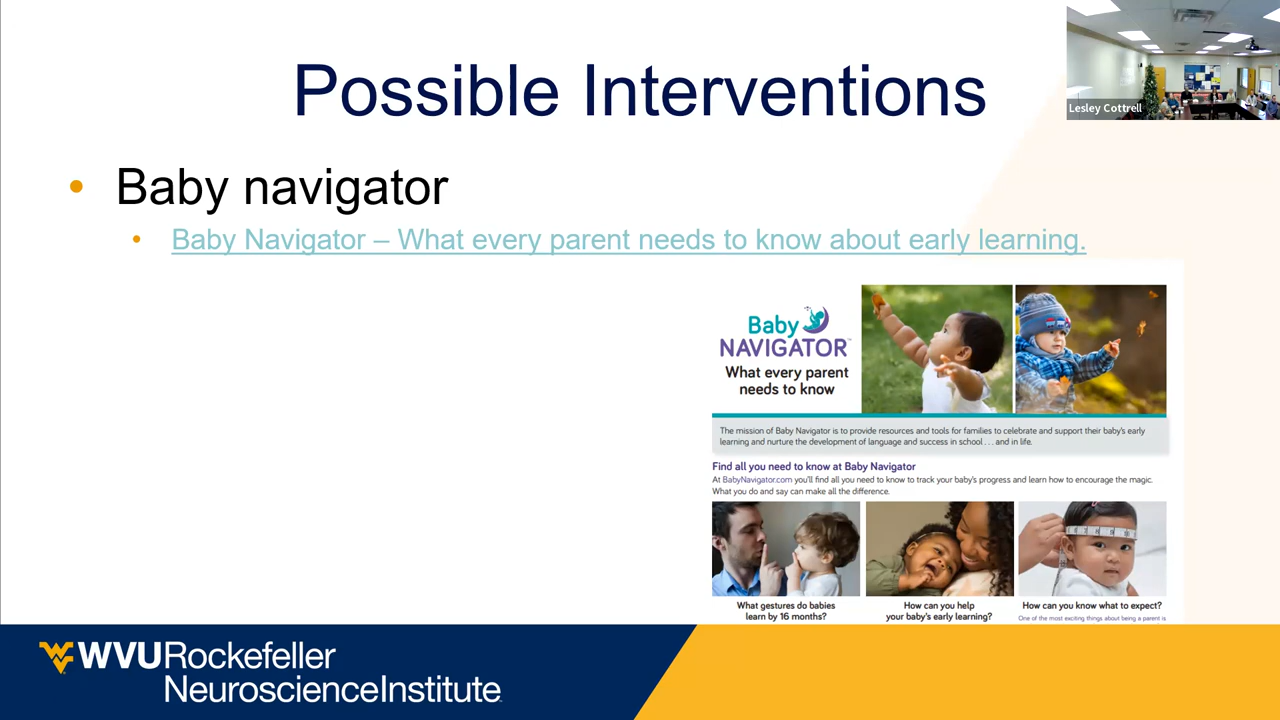 Possible Interventions
Lesley Cottrell
• Baby navigator
• Baby Navigator – What every parent needs to know about early learning.
Baby
NAVIGATOR™
What every parent
needs to know
The mission of Baby Navigator is to provide resources and tools for families to celebrate and support their baby's early
learning and nurture the development of language and success in school . . . and in life.
Find all you need to know at Baby Navigator
At BabyNavigator.com you'll find all you need to know to track your baby's progress and learn how to encourage the magic.
What you do and say can make all the difference.
What gestures do babies
learn by 16 months?
How can you help
your baby's early learning?
How can you know what to expect?
One of the most exciting things about being a parent is
WVU Rockefeller
NeuroscienceInstitute